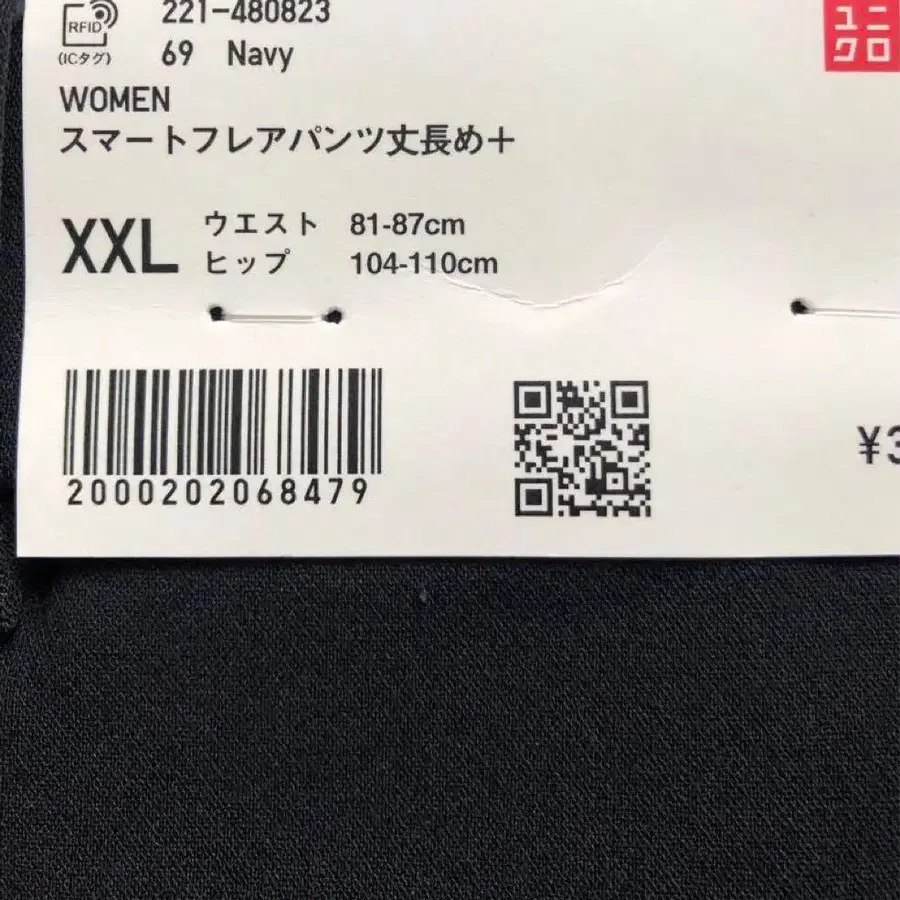 RFID
(ICタグ)
221-480823
69 Navy
ユニ
クロ
WOMEN
スマートフレアパンツ丈長め+
XXL
ウエスト 81-87cm
ヒップ 104-110cm
2000202068479
¥3